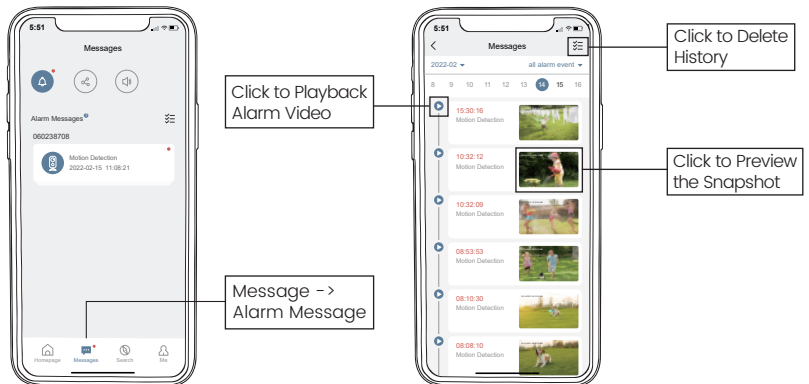 5:51
Messages
Alarm Messages
060238708
Motion Detection
2022-02-15 11:08:21
Homepage
Messages
Search
Me
Click to Playback
Alarm Video
Message ->
Alarm Message
5:51
Messages
2022-02
all alarm event
8 9 10 11 12 13 14 15 16
15:30:16
Motion Detection
10:32:12
Motion Detection
10:32:09
Motion Detection
08:53:53
Motion Detection
08:10:30
Motion Detection
08:08:10
Motion Detection
Click to Delete
History
Click to Preview
the Snapshot